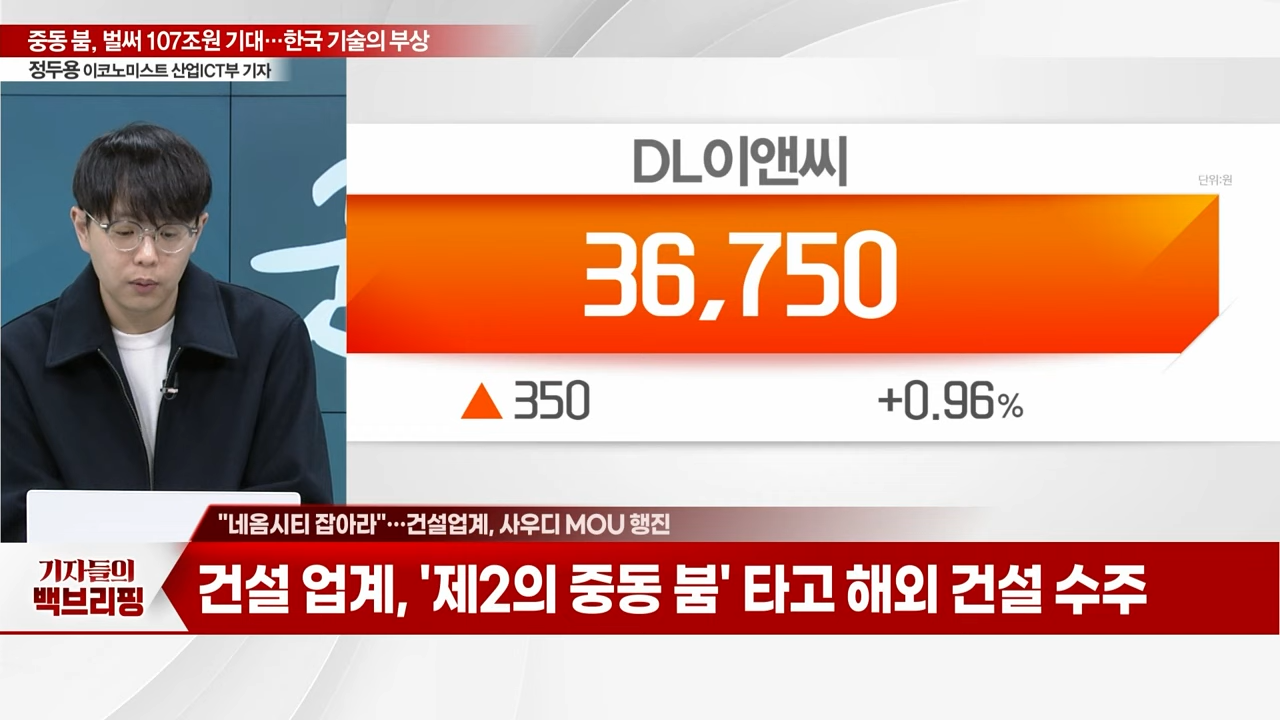 중동 붐, 벌써 107조원 기대…한국 기술의 부상
정두용 이코노미스트 산업ICT부 기자
DL이앤씨
단위:원
36,750
▲ 350
+0.96%
"네옴시티 잡아라"…건설업계, 사우디 MOU 행진
기자들의
백브리핑
건설 업계, '제2의 중동 붐' 타고 해외 건설 수주